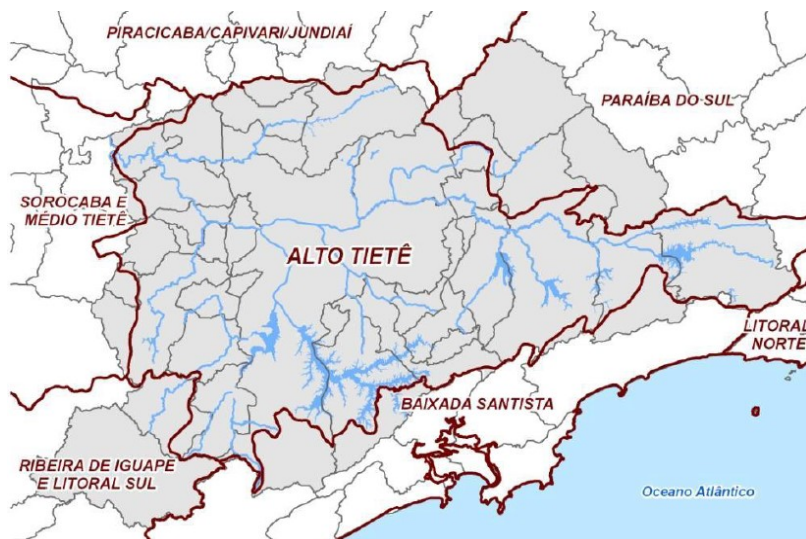 PIRACICABA/CAPIVARI/JUNDIAÍ
PARAÍBA DO SUL
SOROCABA E
MÉDIO TIETÊ
ALTO TIETÊ
LITORAL
NORTE
BAIXADA SANTISTA
RIBEIRA DE IGUAPE
E LITORAL SUL
Oceano Atlântico